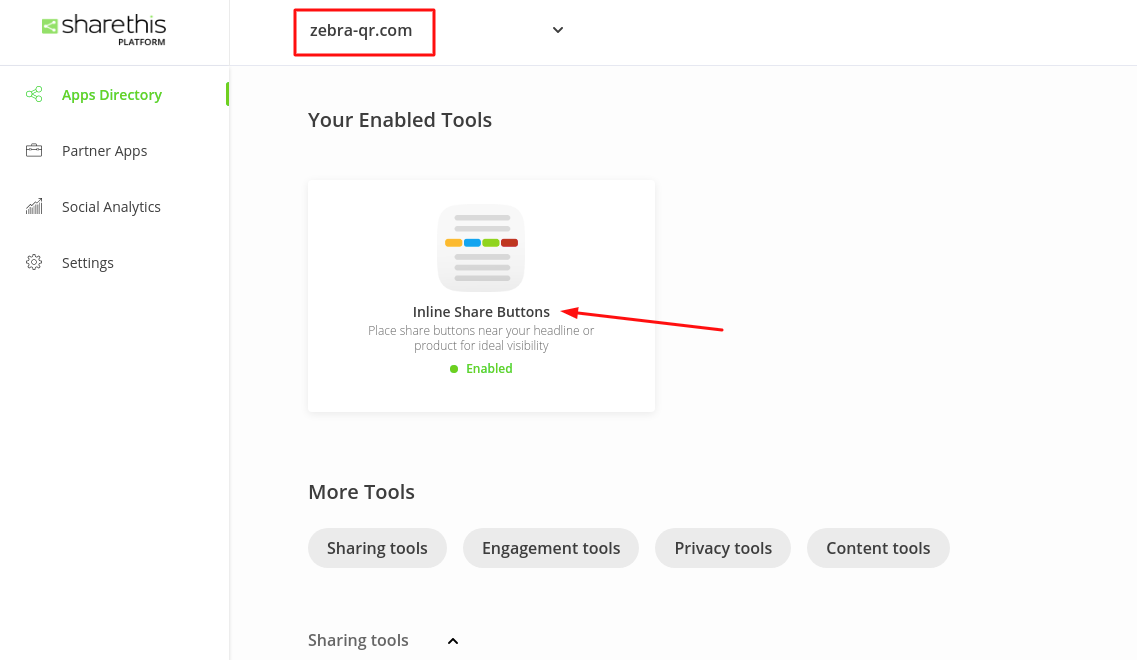 sharethis
PLATFORM
zebra-qr.com
Apps Directory
Partner Apps
Social Analytics
Settings
Your Enabled Tools
Inline Share Buttons
Place share buttons near your headline or
product for ideal visibility
Enabled
More Tools
Sharing tools
Engagement tools
Privacy tools
Content tools
Sharing tools